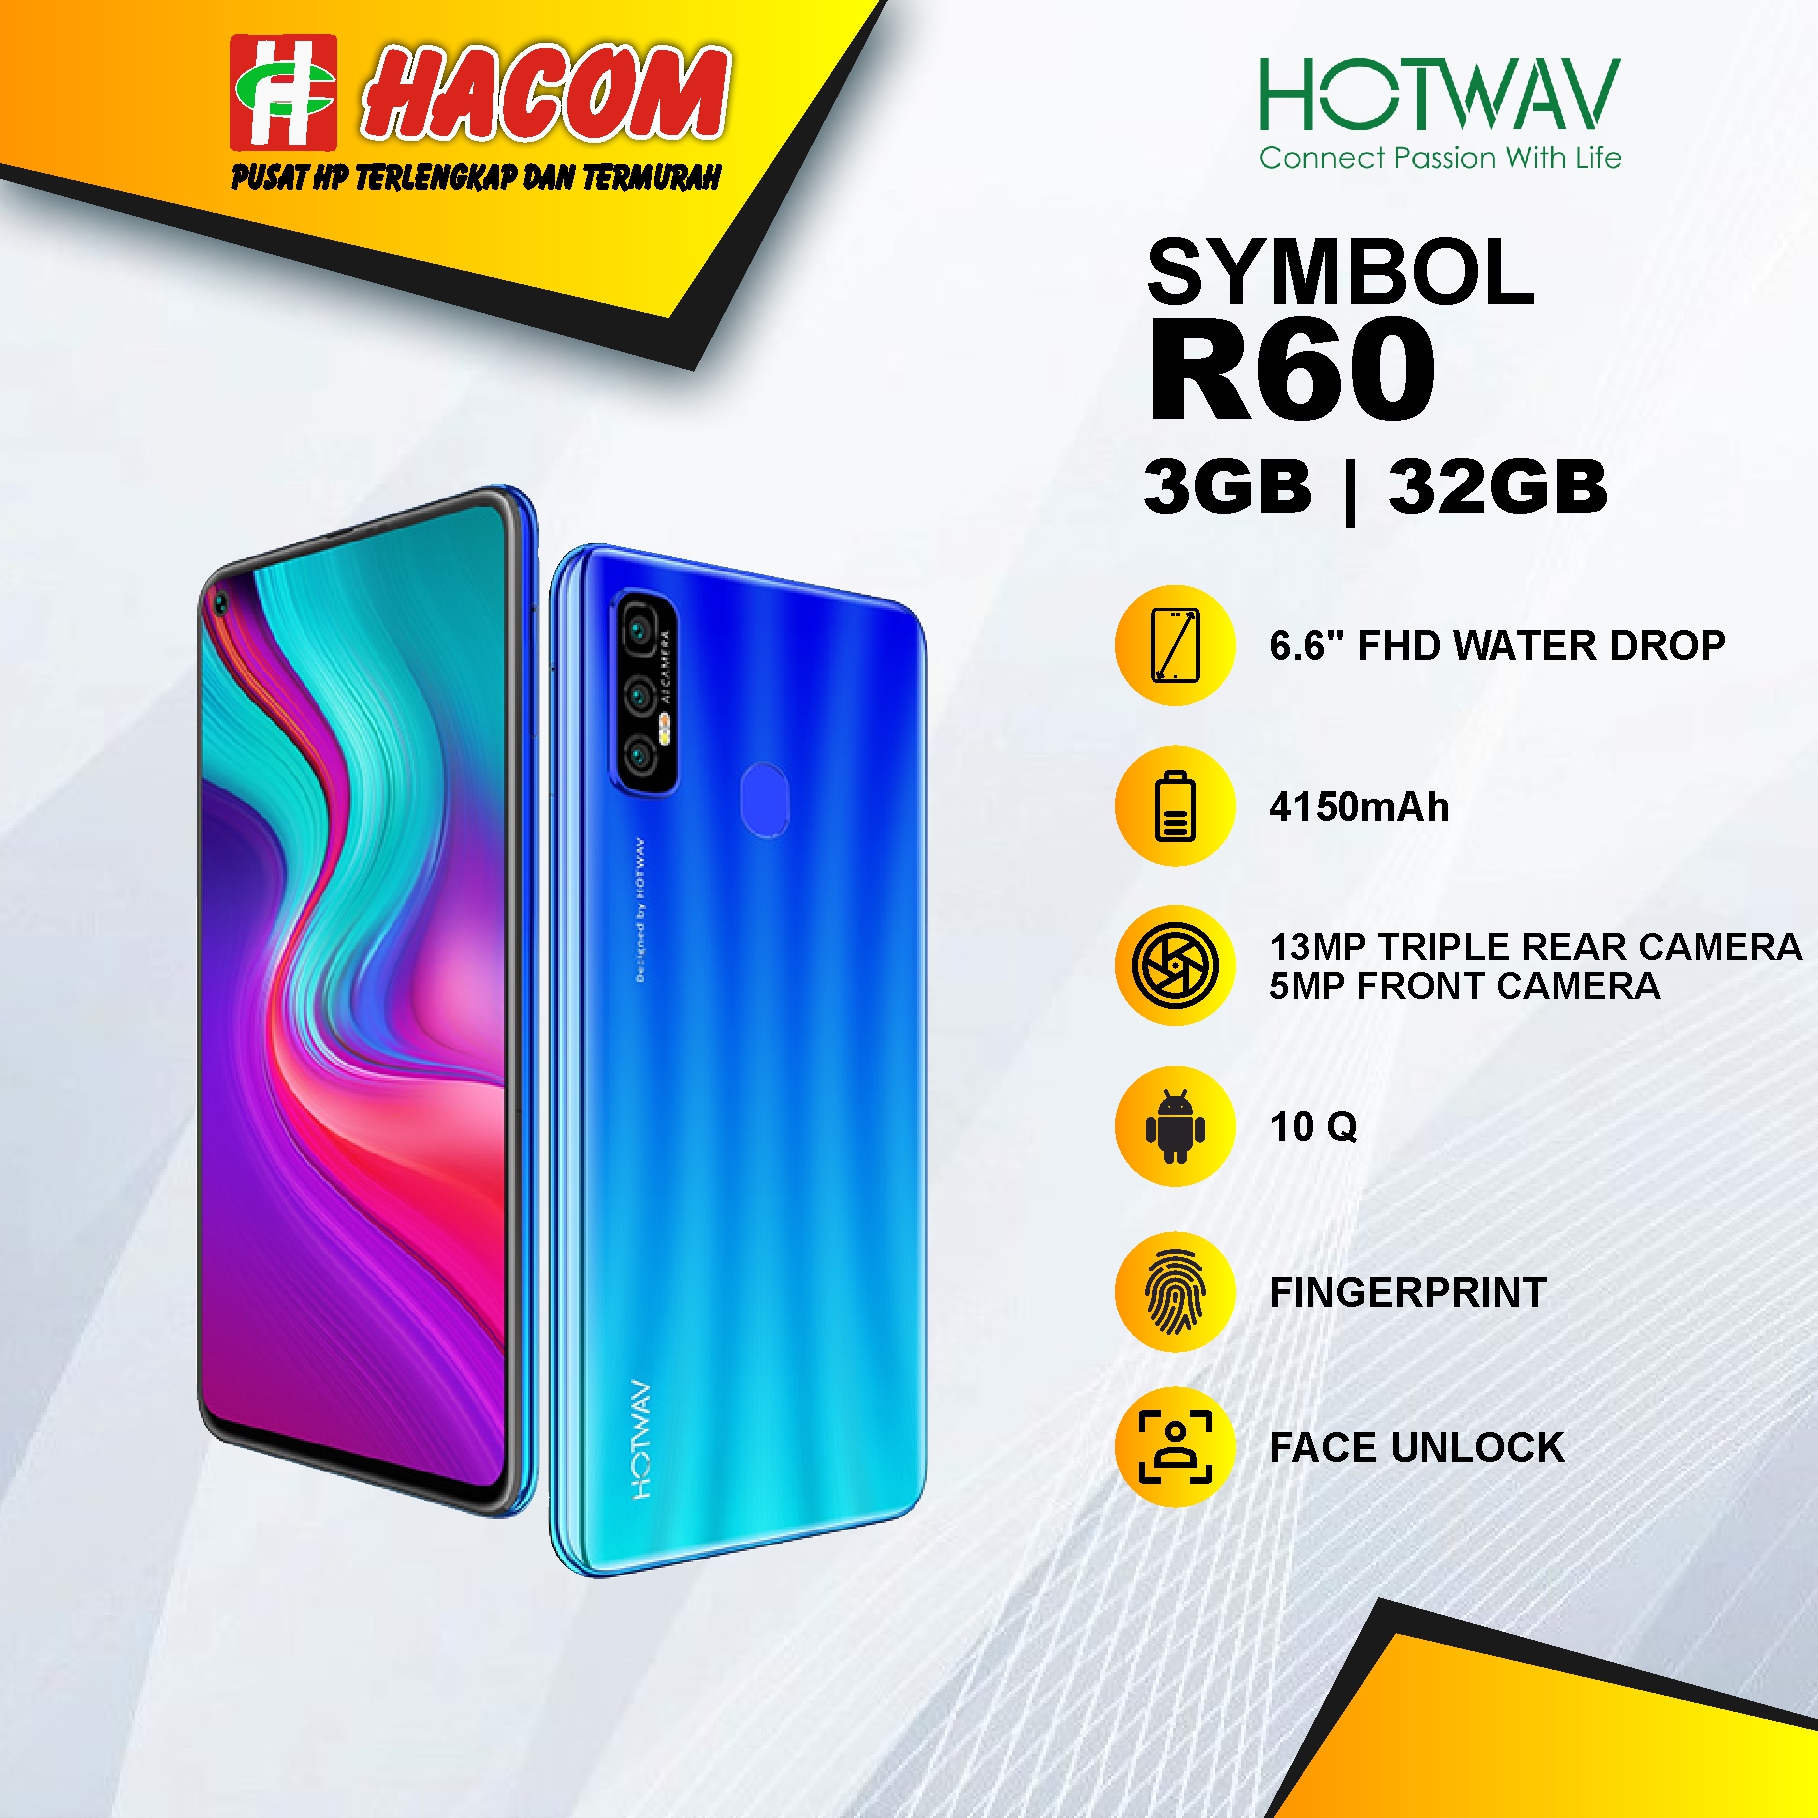 HACOM
PUSAT HP TERLENGKAP DAN TERMURAH
HOTWAV
Connect Passion With Life
SYMBOL
R60
3GB | 32GB
6.6" FHD WATER DROP
4150mAh
13MP TRIPLE REAR CAMERA
5MP FRONT CAMERA
10 Q
FINGERPRINT
FACE UNLOCK
AI CAMERA
Designed by HOTWAV
HOTWAV